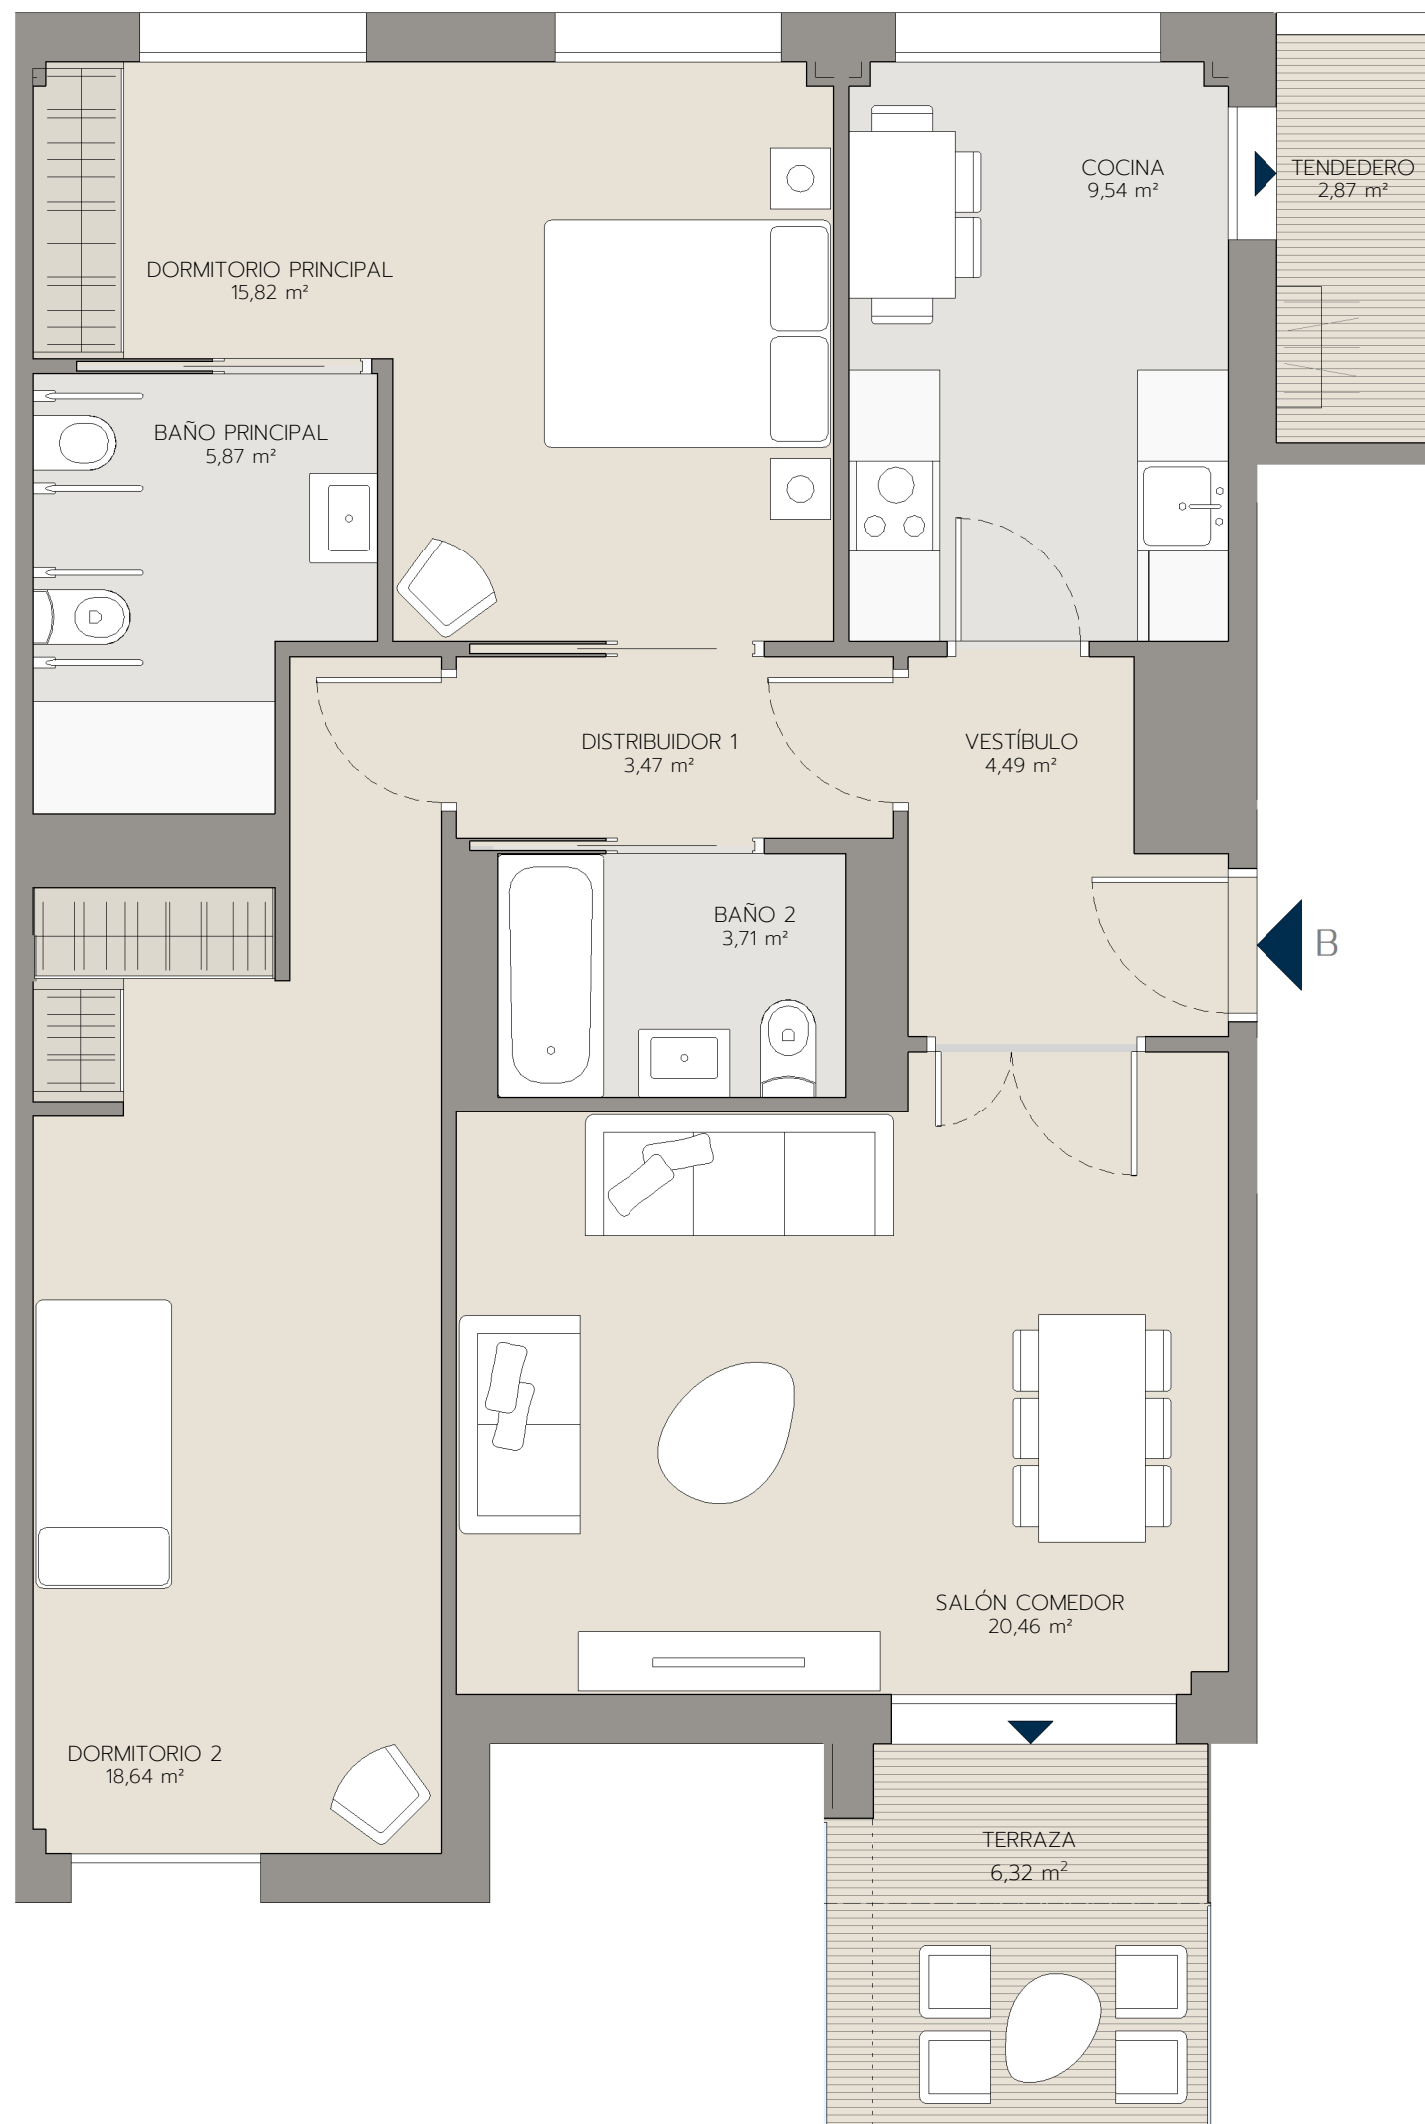 COCINA
9,54 m²
TENDEDERO
2,87 m²
DORMITORIO PRINCIPAL
15,82 m²
BAÑO PRINCIPAL
5,87 m²
DISTRIBUIDOR 1
3,47 m²
VESTÍBULO
4,49 m²
BAÑO 2
3,71 m²
B
SALÓN COMEDOR
20,46 m²
DORMITORIO 2
18,64 m²
TERRAZA
6,32 m²